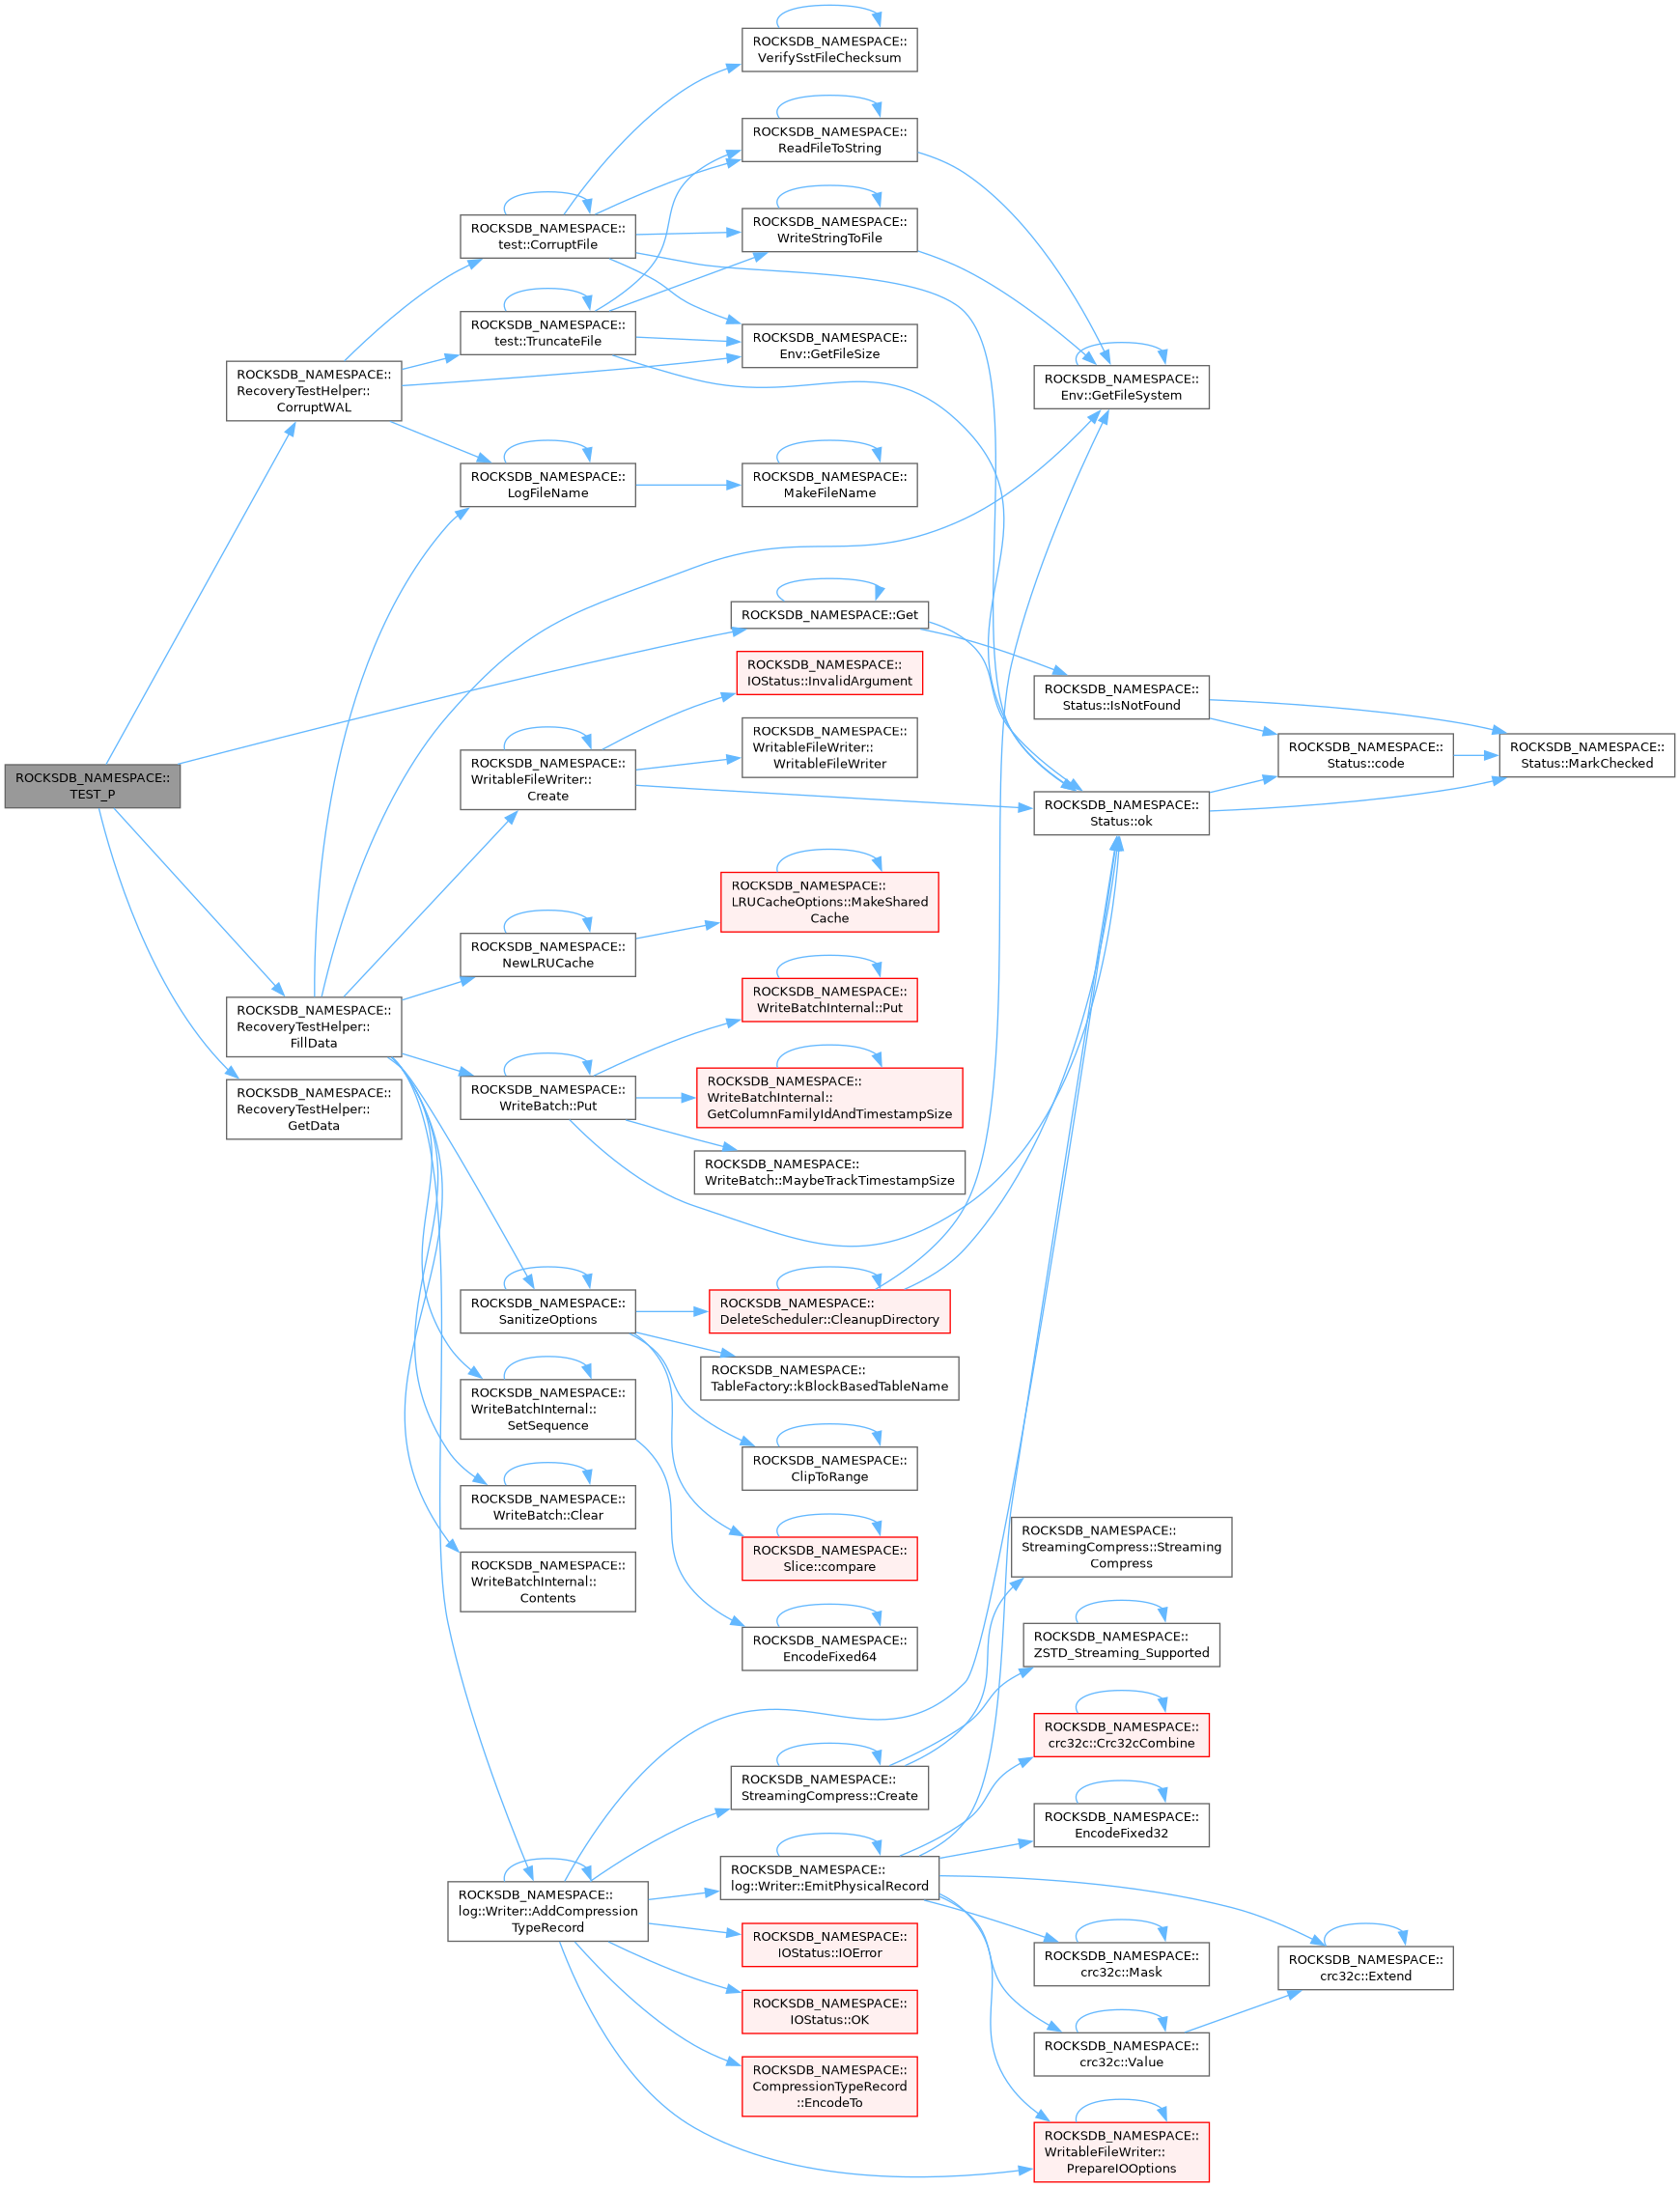 ROCKSDB_NAMESPACE::
TEST_P
ROCKSDB_NAMESPACE::
RecoveryTestHelper::
CorruptWAL
ROCKSDB_NAMESPACE::
test::CorruptFile
ROCKSDB_NAMESPACE::
VerifySstFileChecksum
ROCKSDB_NAMESPACE::
ReadFileToString
ROCKSDB_NAMESPACE::
WriteStringToFile
ROCKSDB_NAMESPACE::
test::TruncateFile
ROCKSDB_NAMESPACE::
Env::GetFileSize
ROCKSDB_NAMESPACE::
Env::GetFileSystem
ROCKSDB_NAMESPACE::
LogFileName
ROCKSDB_NAMESPACE::
MakeFileName
ROCKSDB_NAMESPACE::Get
ROCKSDB_NAMESPACE::
IOStatus::InvalidArgument
ROCKSDB_NAMESPACE::
Status::IsNotFound
ROCKSDB_NAMESPACE::
WritableFileWriter::
WritableFileWriter
ROCKSDB_NAMESPACE::
Status::code
ROCKSDB_NAMESPACE::
Status::MarkChecked
ROCKSDB_NAMESPACE::
WritableFileWriter::
Create
ROCKSDB_NAMESPACE::
Status::ok
ROCKSDB_NAMESPACE::
LRUCacheOptions::MakeShared
Cache
ROCKSDB_NAMESPACE::
NewLRUCache
ROCKSDB_NAMESPACE::
WriteBatchInternal::Put
ROCKSDB_NAMESPACE::
RecoveryTestHelper::
FillData
ROCKSDB_NAMESPACE::
RecoveryTestHelper::
GetData
ROCKSDB_NAMESPACE::
WriteBatch::Put
ROCKSDB_NAMESPACE::
WriteBatchInternal::
GetColumnFamilyIdAndTimestampSize
ROCKSDB_NAMESPACE::
WriteBatch::MaybeTrackTimestampSize
ROCKSDB_NAMESPACE::
SanitizeOptions
ROCKSDB_NAMESPACE::
DeleteScheduler::CleanupDirectory
ROCKSDB_NAMESPACE::
TableFactory::kBlockBasedTableName
ROCKSDB_NAMESPACE::
WriteBatchInternal::
SetSequence
ROCKSDB_NAMESPACE::
ClipToRange
ROCKSDB_NAMESPACE::
WriteBatch::Clear
ROCKSDB_NAMESPACE::
Slice::compare
ROCKSDB_NAMESPACE::
StreamingCompress::Streaming
Compress
ROCKSDB_NAMESPACE::
WriteBatchInternal::
Contents
ROCKSDB_NAMESPACE::
EncodeFixed64
ROCKSDB_NAMESPACE::
ZSTD_Streaming_Supported
ROCKSDB_NAMESPACE::
crc32c::Crc32cCombine
ROCKSDB_NAMESPACE::
StreamingCompress::Create
ROCKSDB_NAMESPACE::
EncodeFixed32
ROCKSDB_NAMESPACE::
log::Writer::EmitPhysicalRecord
ROCKSDB_NAMESPACE::
log::Writer::AddCompression
TypeRecord
ROCKSDB_NAMESPACE::
IOStatus::IOError
ROCKSDB_NAMESPACE::
crc32c::Mask
ROCKSDB_NAMESPACE::
crc32c::Extend
ROCKSDB_NAMESPACE::
IOStatus::OK
ROCKSDB_NAMESPACE::
crc32c::Value
ROCKSDB_NAMESPACE::
CompressionTypeRecord
::EncodeTo
ROCKSDB_NAMESPACE::
WritableFileWriter::
PrepareIOOptions